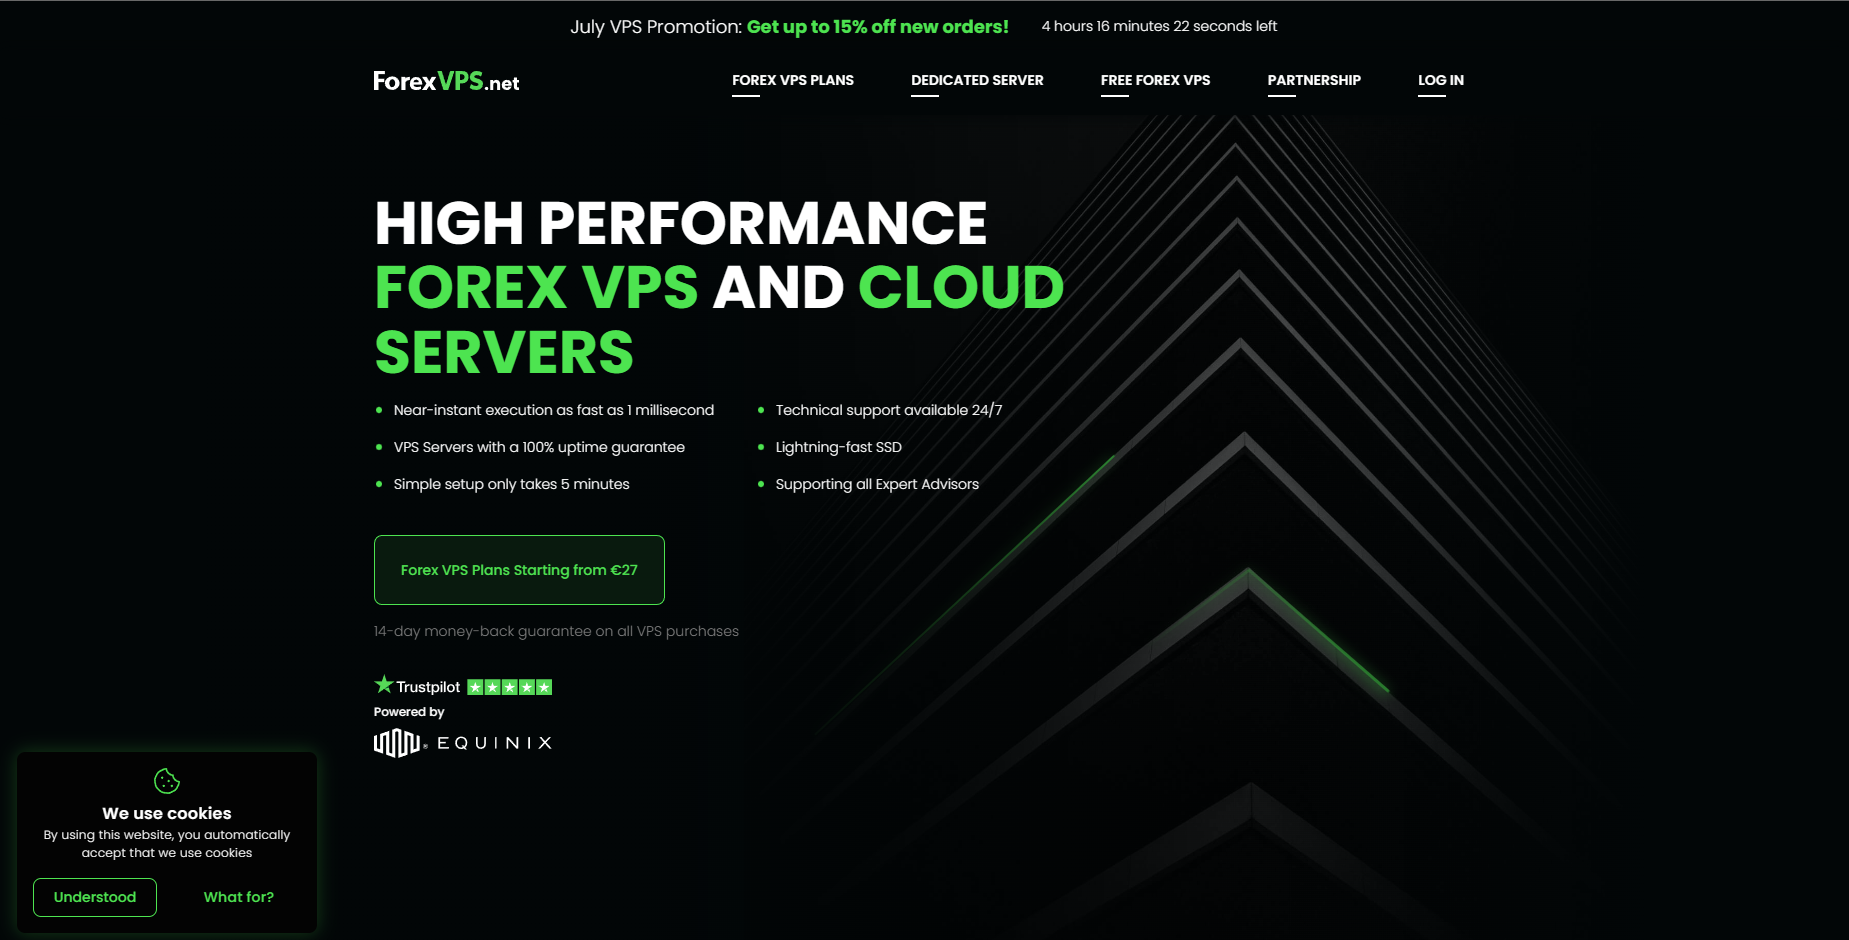 July VPS Promotion: Get up to 15% off new orders! 4 hours 16 minutes 22 seconds left
ForexVPS.net
FOREX VPS PLANS
DEDICATED SERVER
FREE FOREX VPS
PARTNERSHIP
LOG IN
HIGH PERFORMANCE
FOREX VPS AND CLOUD
SERVERS
Near-instant execution as fast as 1 millisecond
VPS Servers with a 100% uptime guarantee
Simple setup only takes 5 minutes
Technical support available 24/7
Lightning-fast SSD
Supporting all Expert Advisors
Forex VPS Plans Starting from €27
14-day money-back guarantee on all VPS purchases
Trustpilot
Powered by
EQUINIX
We use cookies
By using this website, you automatically
accept that we use cookies
Understood
What for?